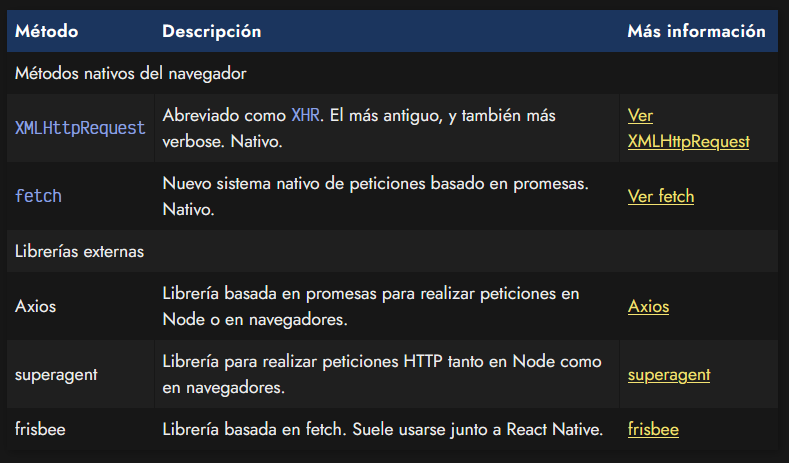 Método Descripción Más información
Métodos nativos del navegador
XMLHttpRequest
Abreviado como XHR. El más antiguo, y también más
verbose. Nativo.
Ver
XMLHttpRequest
fetch
Nuevo sistema nativo de peticiones basado en promesas.
Nativo.
Ver fetch
Librerías externas
Axios
Librería basada en promesas para realizar peticiones en
Node o en navegadores.
Axios
superagent
Librería para realizar peticiones HTTP tanto en Node como
en navegadores.
superagent
frisbee
Librería basada en fetch. Suele usarse junto a React Native.
frisbee